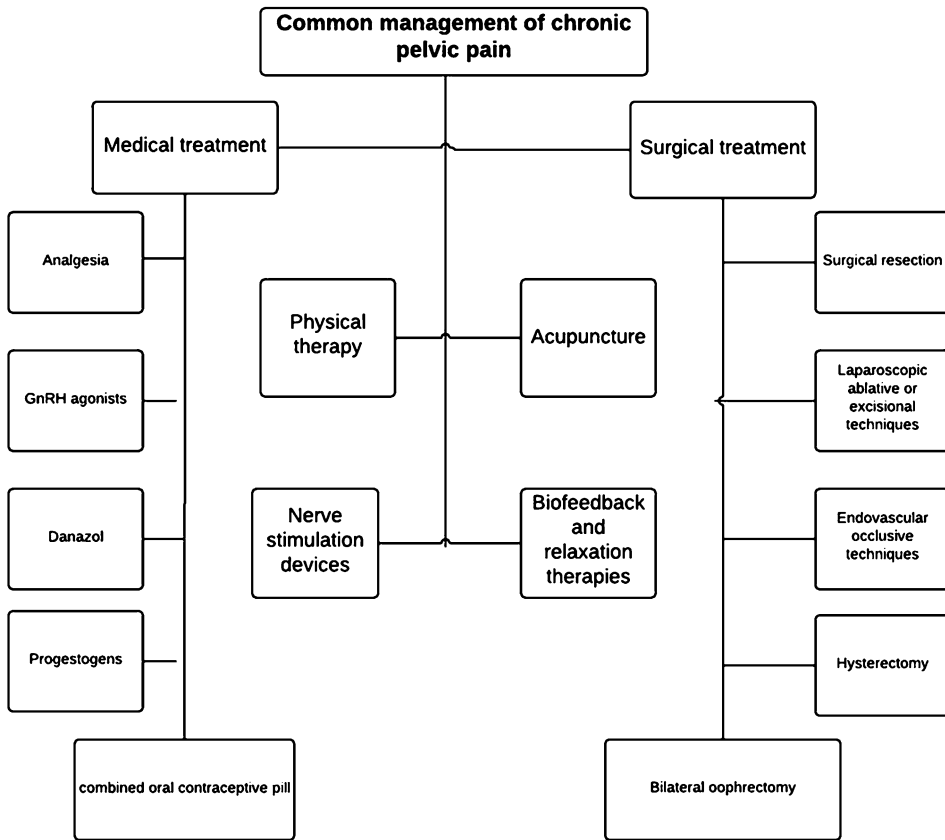 Common management of chronic
pelvic pain
Medical treatment
Surgical treatment
Analgesia
Surgical resection
Physical
therapy
Acupuncture
GnRH agonists
Laparoscopic
ablative or
excisional
techniques
Danazol
Nerve
stimulation
devices
Biofeedback
and
relaxation
therapies
Endovascular
occlusive
techniques
Progestogens
Hysterectomy
combined oral contraceptive pill
Bilateral oophrectomy